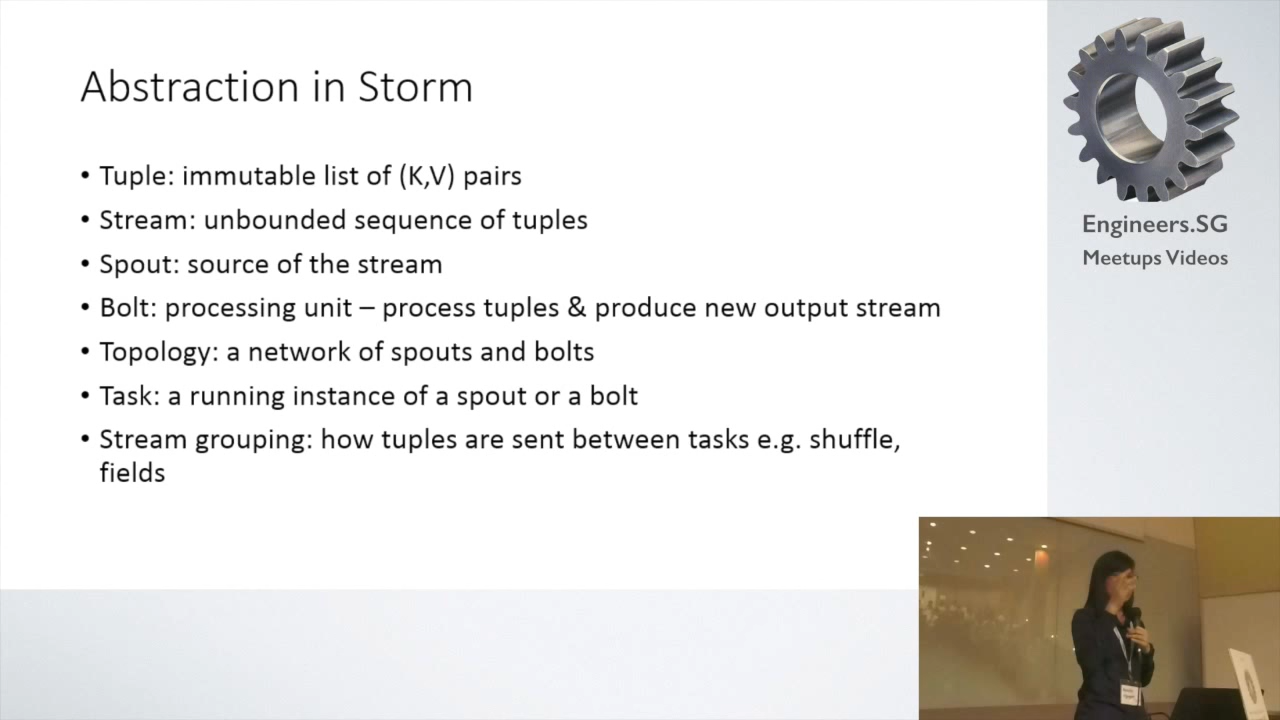 Abstraction in Storm
• Tuple: immutable list of (K,V) pairs
• Stream: unbounded sequence of tuples
• Spout: source of the stream
• Bolt: processing unit – process tuples & produce new output stream
• Topology: a network of spouts and bolts
• Task: a running instance of a spout or a bolt
• Stream grouping: how tuples are sent between tasks e.g. shuffle,
fields
Engineers.SG
Meetups Videos